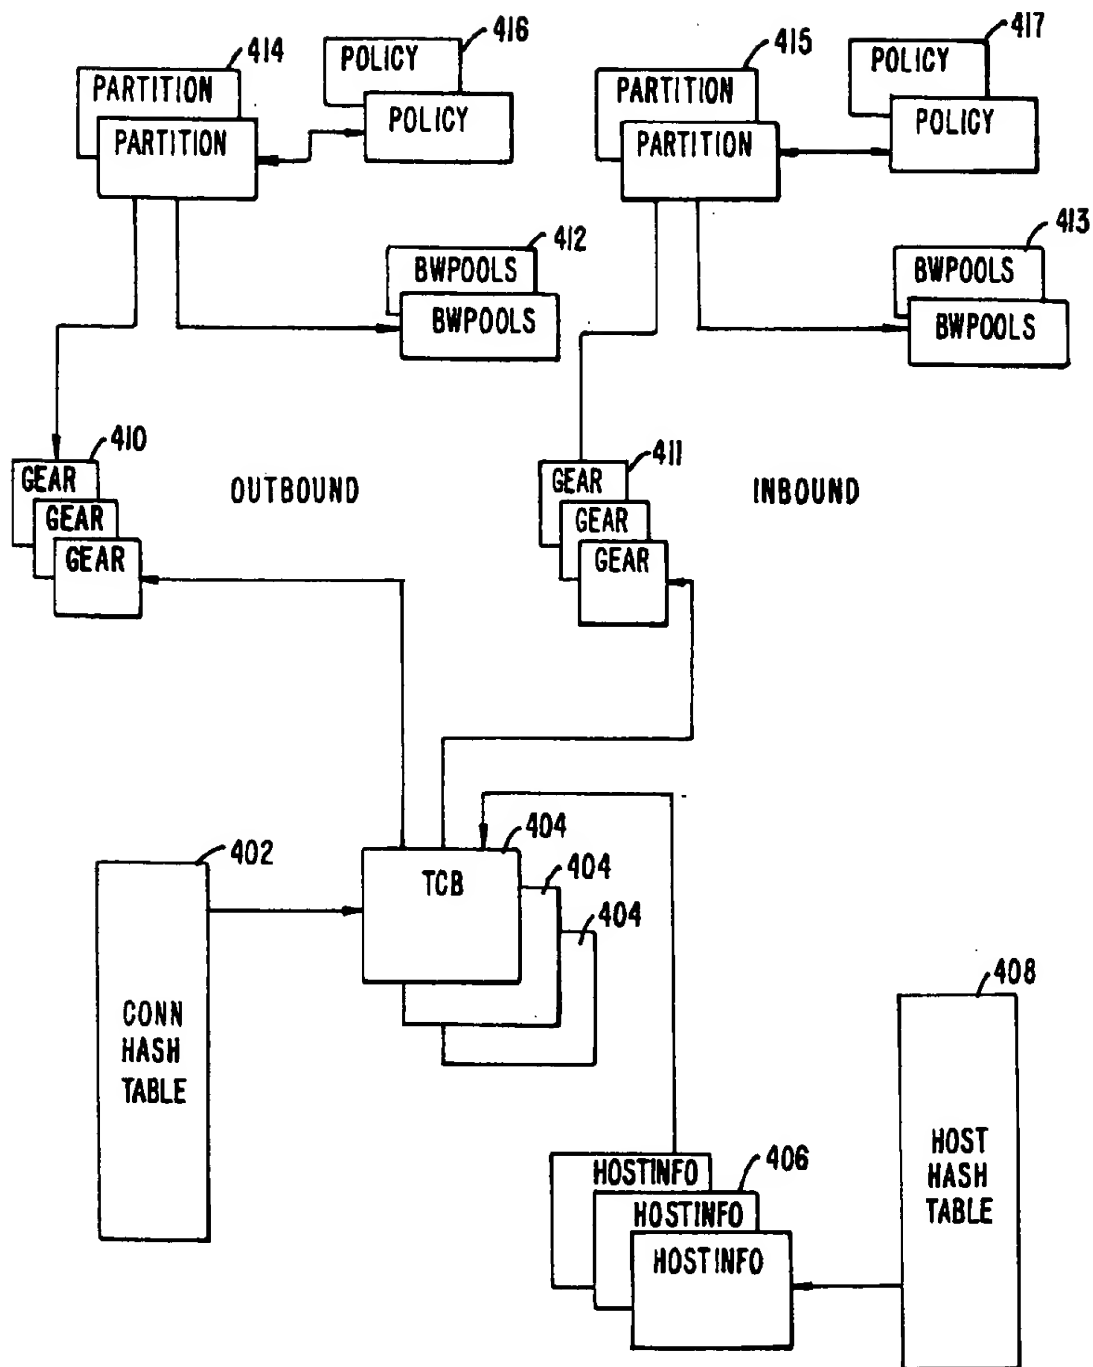 416
417
414
415
POLICY
POLICY
PARTITION
PARTITION
POLICY
POLICY
PARTITION
PARTITION
412
413
BWPOOLS
BWPOOLS
BWPOOLS
BWPOOLS
410
411
GEAR
GEAR
OUTBOUND
INBOUND
GEAR
GEAR
GEAR
GEAR
404
402
TCB
404
404
408
CONN
HASH
TABLE
406
HOSTINFO
HOST
HASH
TABLE
HOSTINFO
HOSTINFO